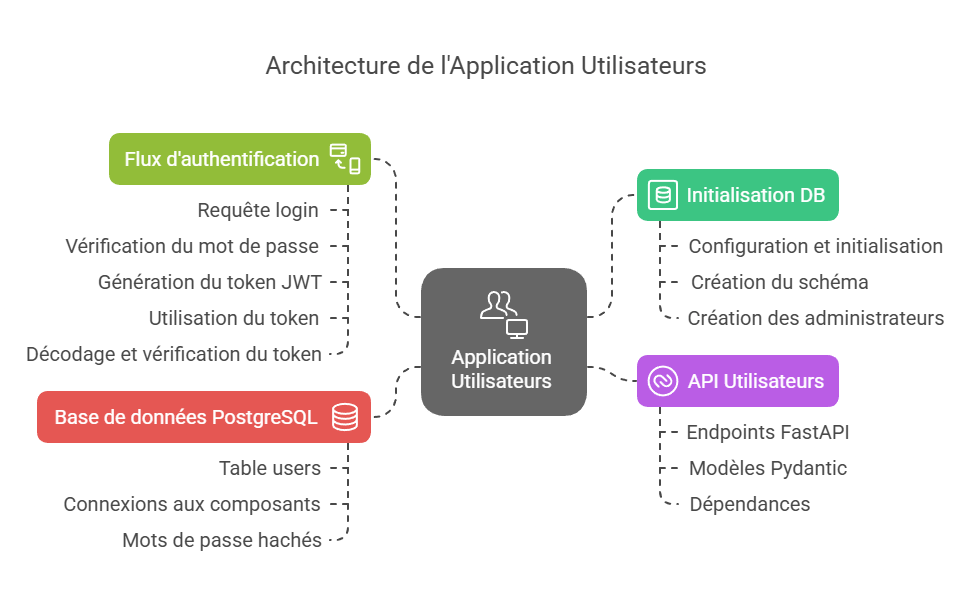 Architecture de l'Application Utilisateurs
Flux d'authentification
Requête login
Vérification du mot de passe
Génération du token JWT
Utilisation du token
Décodage et vérification du token
Base de données PostgreSQL
Table users
Connexions aux composants
Mots de passe hachés
Application
Utilisateurs
Initialisation DB
Configuration et initialisation
Création du schéma
Création des administrateurs
API Utilisateurs
Endpoints FastAPI
Modèles Pydantic
Dépendances